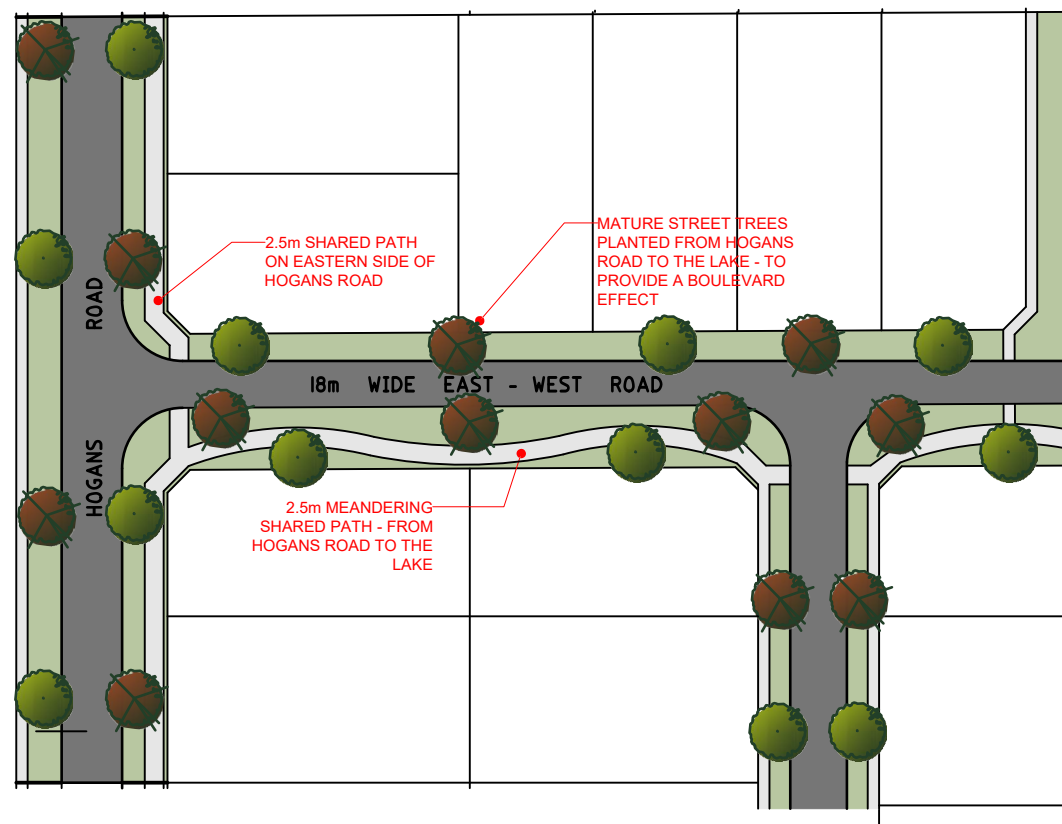 2.5m SHARED PATH
ON EASTERN SIDE OF
HOGANS ROAD
MATURE STREET TREES
PLANTED FROM HOGANS
ROAD TO THE LAKE - TO
PROVIDE A BOULEVARD
EFFECT
HOGANS ROAD
18m WIDE EAST - WEST ROAD
2.5m MEANDERING
SHARED PATH - FROM
HOGANS ROAD TO THE
LAKE